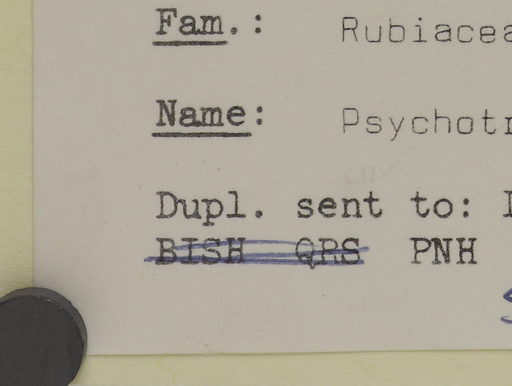 Fam.: Rubiacea
Name: Psychotr
Dupl. sent to:
BISH QRS PNH